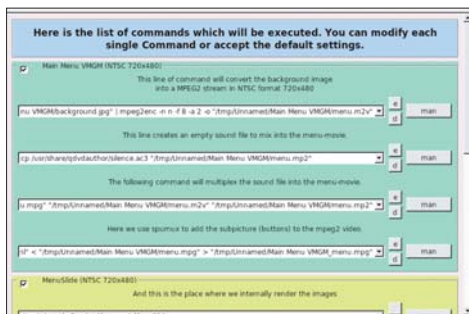 Here is the list of commands which will be executed. You can modify each
single Command or accept the default settings.
Main Menu VMGM (NTSC 720x480)
This line of command will convert the background image
into a MPEG2 stream in NTSC format 720x480
nu VMGM/background.jpg" | mpeg2enc -n n -f 8 -a 2 -o "/tmp/Unnamed/Main Menu VMGM/menu.m2v"
e
d
man
This line creates an empty sound file to mix into the menu-movie.
cp /usr/share/qdvdauthor/silence.ac3 "/tmp/Unnamed/Main Menu VMGM/menu.mp2"
e
d
man
The following command will multiplex the sound file into the menu-movie.
u.mpg" "/tmp/Unnamed/Main Menu VMGM/menu.m2v" "/tmp/Unnamed/Main Menu VMGM/menu.mp2"
e
d
man
Here we use spumux to add the subpicture (buttons) to the mpeg2 video.
< "/tmp/Unnamed/Main Menu VMGM/menu.mpg" > "/tmp/Unnamed/Main Menu VMGM_menu.mpg"
e
d
man
MenuSlide (NTSC 720x480)
And this is the place where we internally render the images